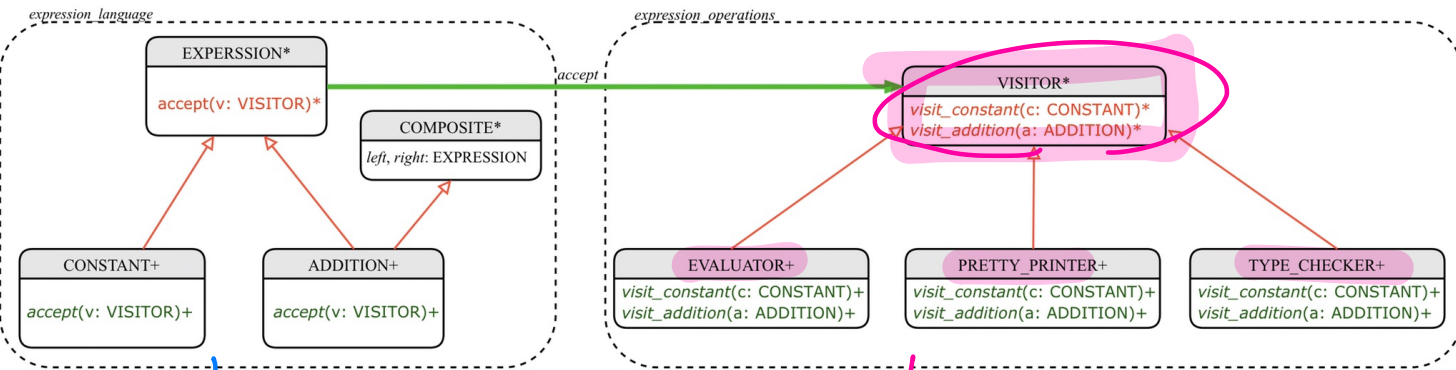 expression_language
expression_operations
EXPERSSION*
accept(v: VISITOR)*
accept
VISITOR*
visit_constant(c: CONSTANT)*
visit_addition(a: ADDITION)*
COMPOSITE*
left, right: EXPRESSION
CONSTANT+
accept(v: VISITOR)+
ADDITION+
accept(v: VISITOR)+
EVALUATOR+
visit_constant(c: CONSTANT)+
visit_addition(a: ADDITION)+
PRETTY_PRINTER+
visit_constant(c: CONSTANT)+
visit_addition(a: ADDITION)+
TYPE_CHECKER+
visit_constant(c: CONSTANT)+
visit_addition(a: ADDITION)+